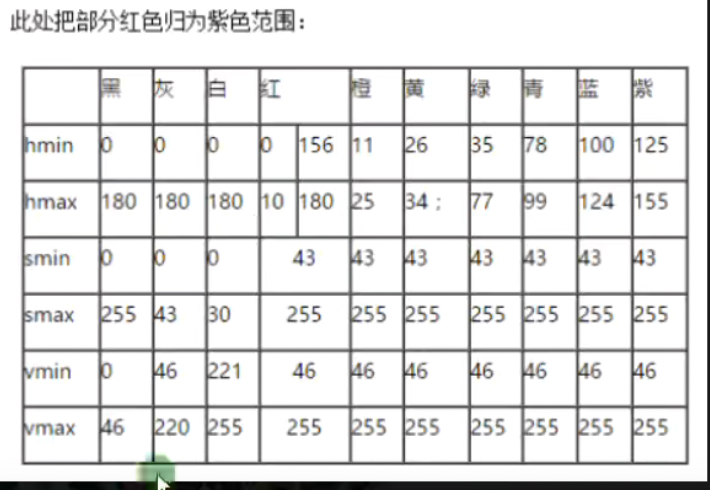 此处把部分红色归为紫色范围：
黑 灰 白 红 橙 黄 绿 青 蓝 紫
hmin 0 0 0 0 156 11 26 35 78 100 125
hmax 180 180 180 10 180 25 34； 77 99 124 155
smin 0 0 0 43 43 43 43 43 43 43
smax 255 43 30 255 255 255 255 255 255 255
vmin 0 46 221 46 46 46 46 46 46 46
vmax 46 220 255 255 255 255 255 255 255 255